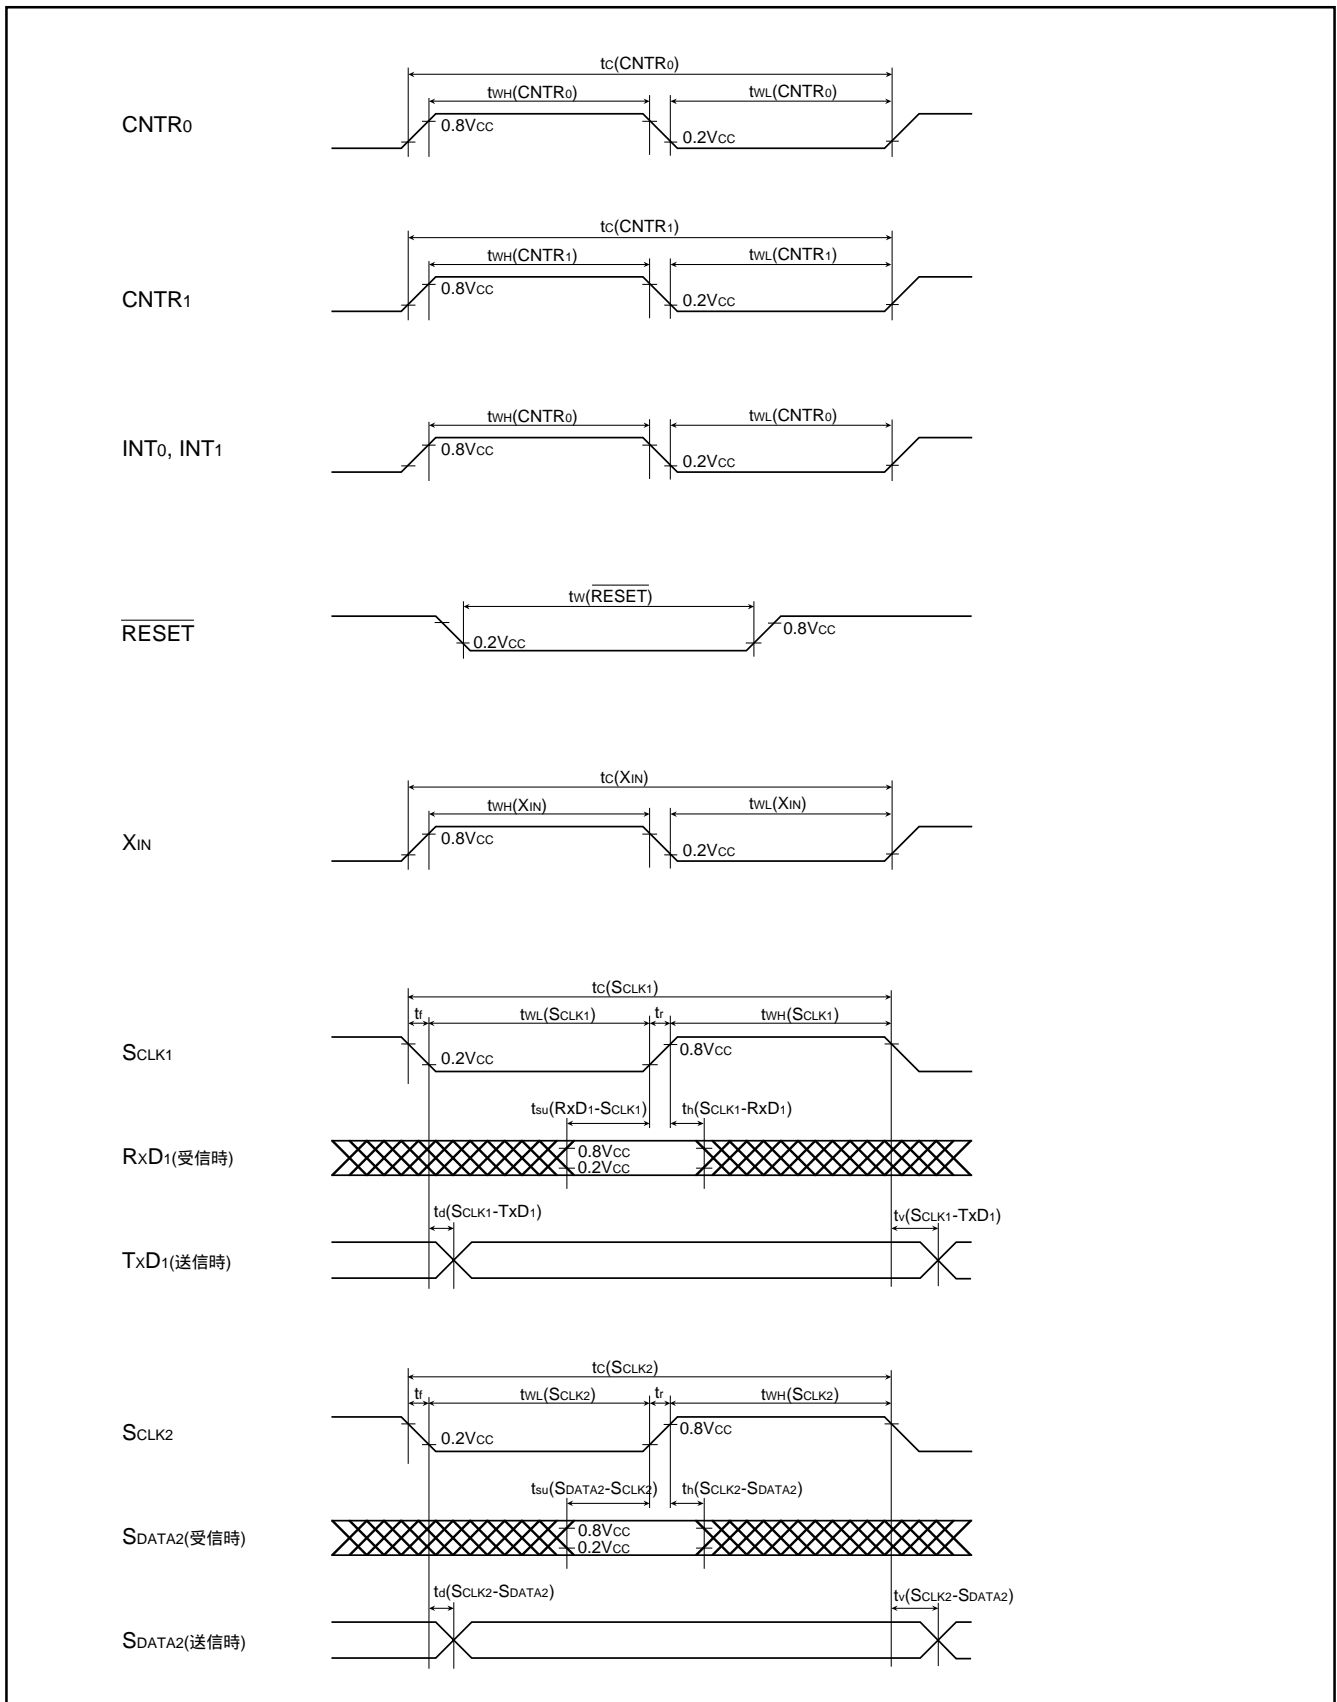 tC(CNTR0)
tWH(CNTR0) tWL(CNTR0)
CNTR0 0.8VCC 0.2VCC
tC(CNTR1)
tWH(CNTR1) tWL(CNTR1)
CNTR1 0.8VCC 0.2VCC
tWH(CNTR0) tWL(CNTR0)
INT0, INT1 0.8VCC 0.2VCC
tW(RESET)
RESET 0.2VCC 0.8VCC
tC(XIN)
tWH(XIN) tWL(XIN)
XIN 0.8VCC 0.2VCC
tC(SCLK1)
tf tWL(SCLK1) tr tWH(SCLK1)
SCLK1 0.2VCC 0.8VCC
tsu(RxD1-SCLK1) th(SCLK1-RxD1)
RXD1(受信時) 0.8VCC
0.2VCC
td(SCLK1-TxD1) tv(SCLK1-TxD1)
TXD1(送信時)
tC(SCLK2)
tf tWL(SCLK2) tr tWH(SCLK2)
SCLK2 0.2VCC 0.8VCC
tsu(SDATA2-SCLK2) th(SCLK2-SDATA2)
SDATA2(受信時) 0.8VCC
0.2VCC
td(SCLK2-SDATA2) tv(SCLK2-SDATA2)
SDATA2(送信時)